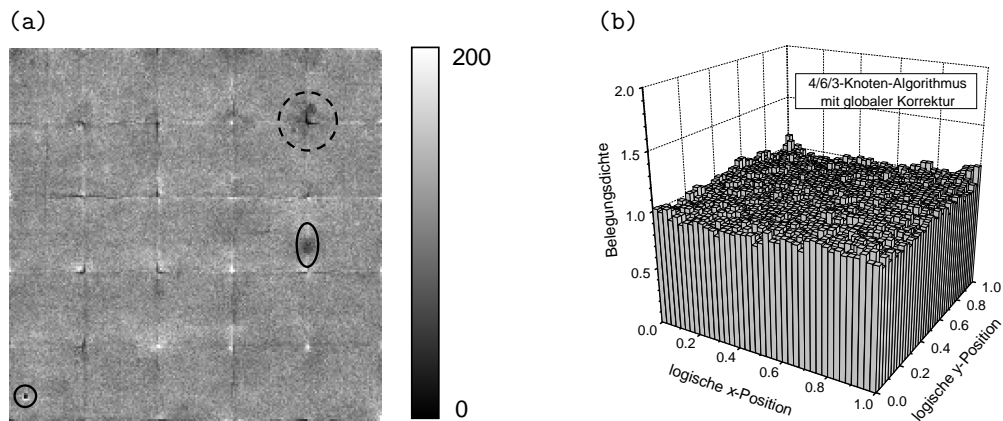 (a)
200
0
(b)
4/6/3-Knoten-Algorithmus
mit globaler Korrektur
Belegungsdichte
2.0
1.5
1.0
0.5
0.0
0.2
0.4
0.6
0.8
1.0
logische x-Position
0.0
0.2
0.4
0.6
0.8
1.0
logische y-Position